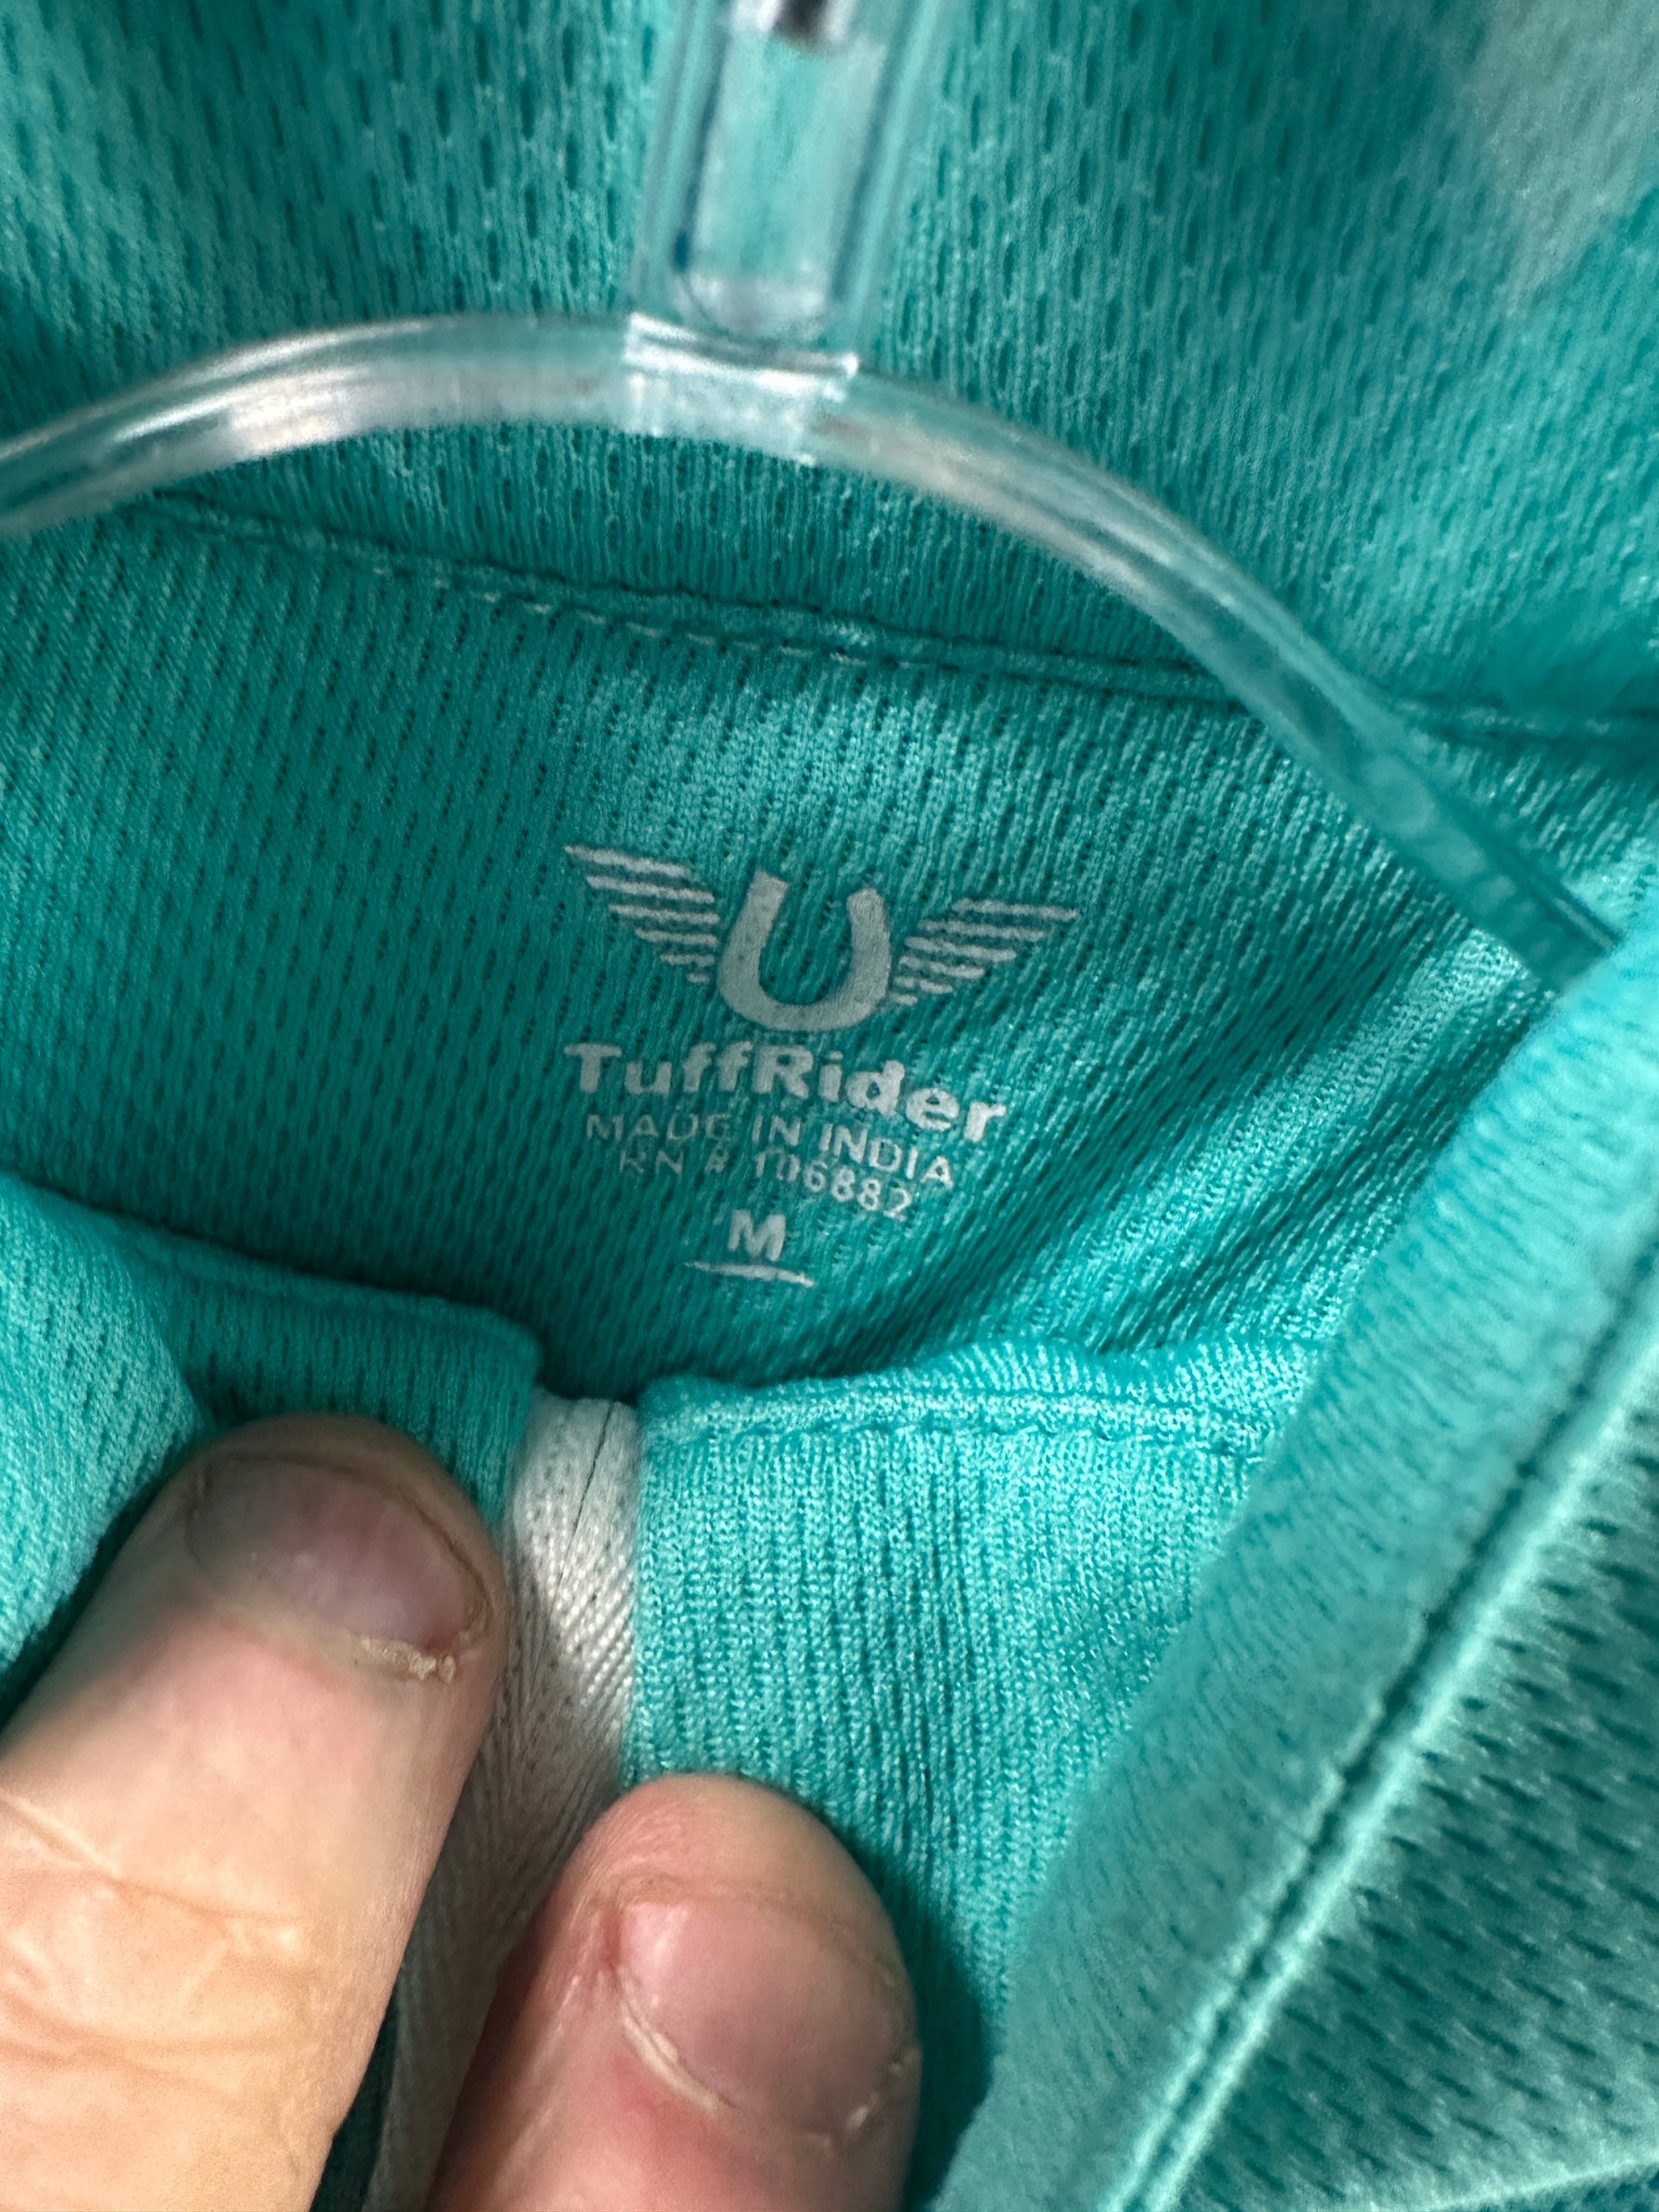 TuffRider
MADE IN INDIA
RN # 106882
M